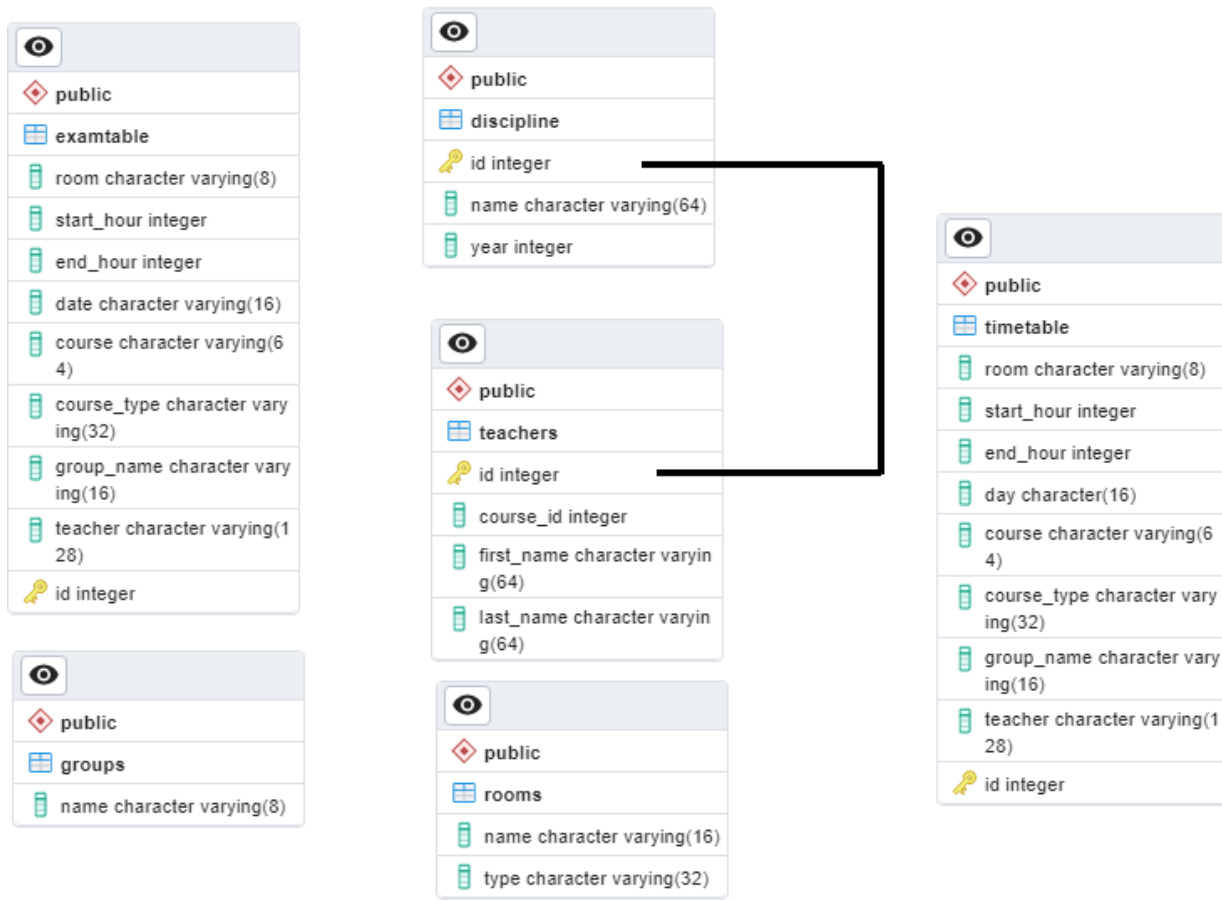 public
examtable
room character varying(8)
start_hour integer
end_hour integer
date character varying(16)
course character varying(6
4)
course_type character vary
ing(32)
group_name character vary
ing(16)
teacher character varying(1
28)
id integer
public
groups
name character varying(8)
public
discipline
id integer
name character varying(64)
year integer
public
teachers
id integer
course_id integer
first_name character varyin
g(64)
last_name character varyin
g(64)
public
rooms
name character varying(16)
type character varying(32)
public
timetable
room character varying(8)
start_hour integer
end_hour integer
day character(16)
course character varying(6
4)
course_type character vary
ing(32)
group_name character vary
ing(16)
teacher character varying(1
28)
id integer